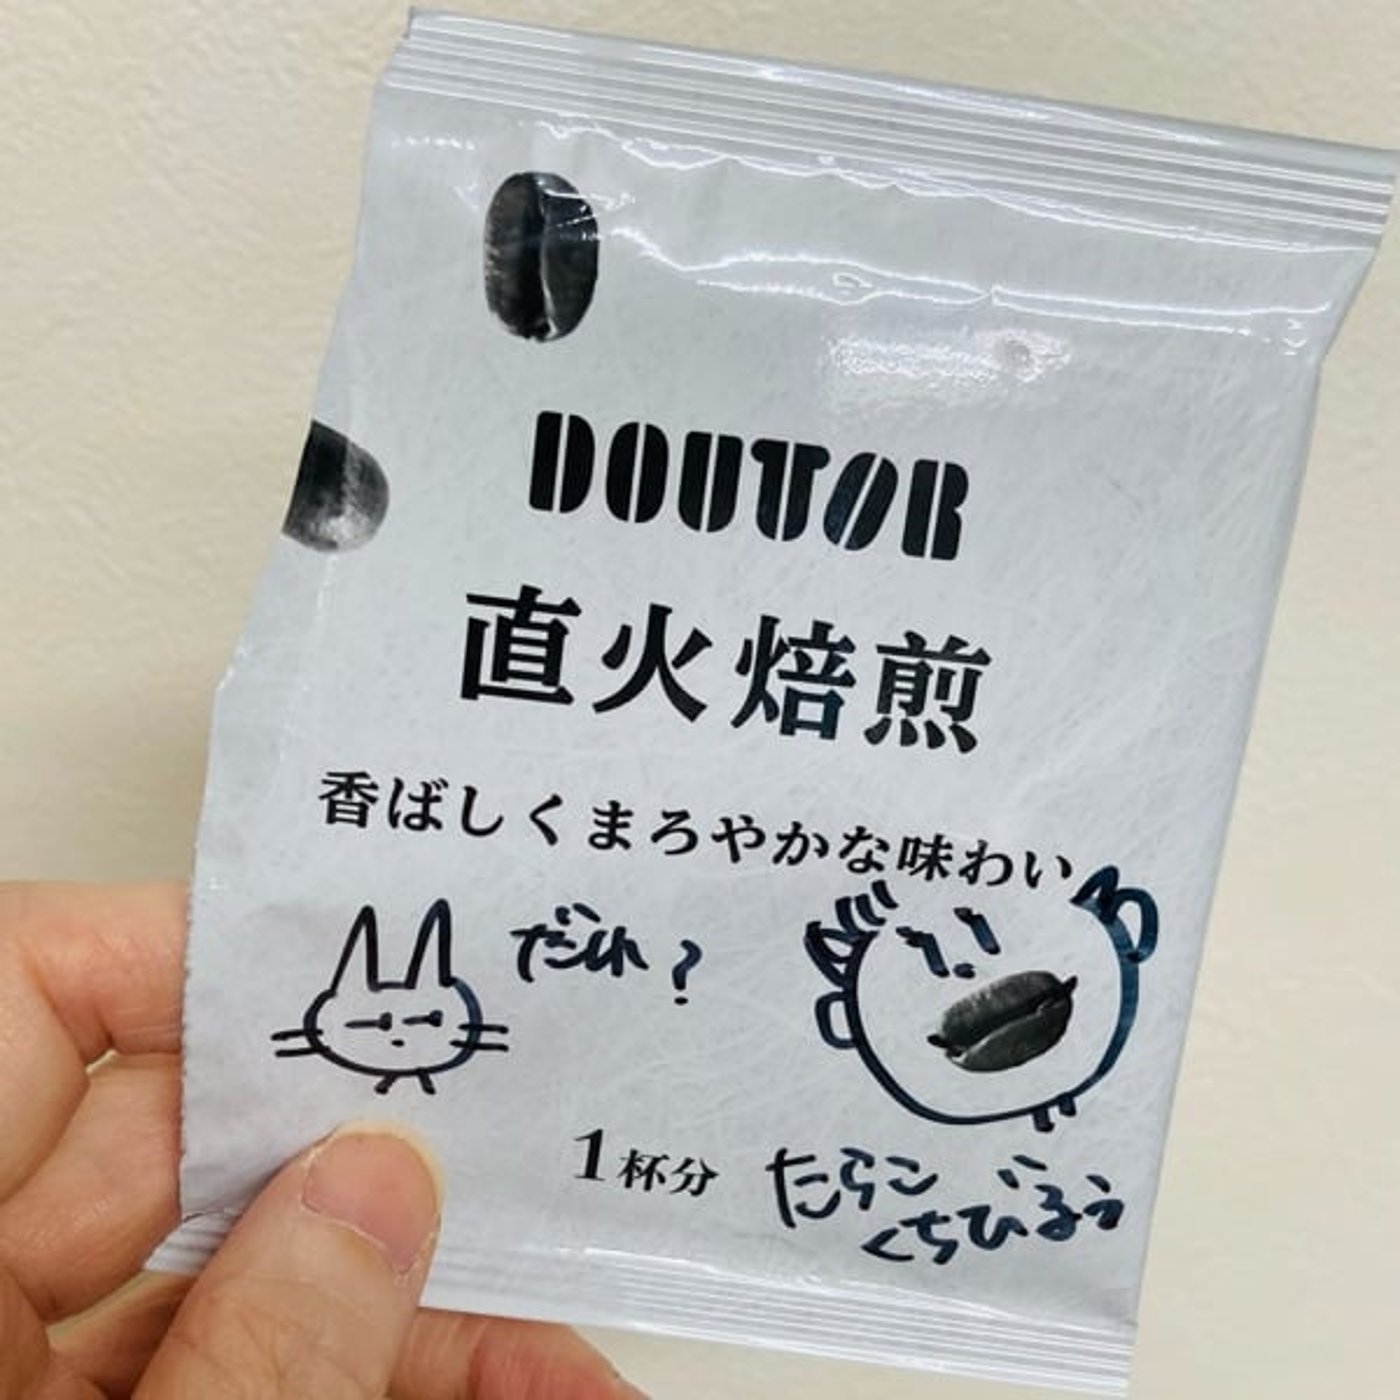 DOUTOR
直火焙煎
香ばしくまろやかな味わい
だれ?
1杯分
たらこ
くちびるう